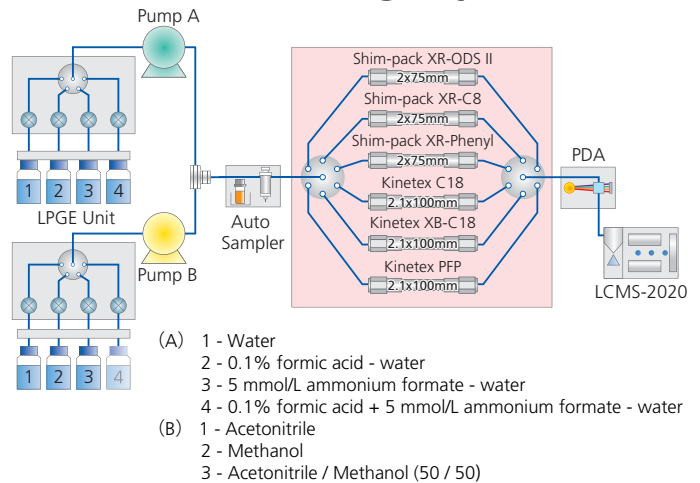 Pump A
Shim-pack XR-ODS II
2x75mm
Shim-pack XR-C8
2x75mm
Shim-pack XR-Phenyl
2x75mm
Kinetex C18
2.1x100mm
Kinetex XB-C18
2.1x100mm
Kinetex PFP
2.1x100mm
PDA
LCMS-2020
1 2 3 4
LPGE Unit
Auto
Sampler
Pump B
1 2 3 4
(A) 1 - Water
2 - 0.1% formic acid - water
3 - 5 mmol/L ammonium formate - water
4 - 0.1% formic acid + 5 mmol/L ammonium formate - water
(B) 1 - Acetonitrile
2 - Methanol
3 - Acetonitrile / Methanol (50 / 50)